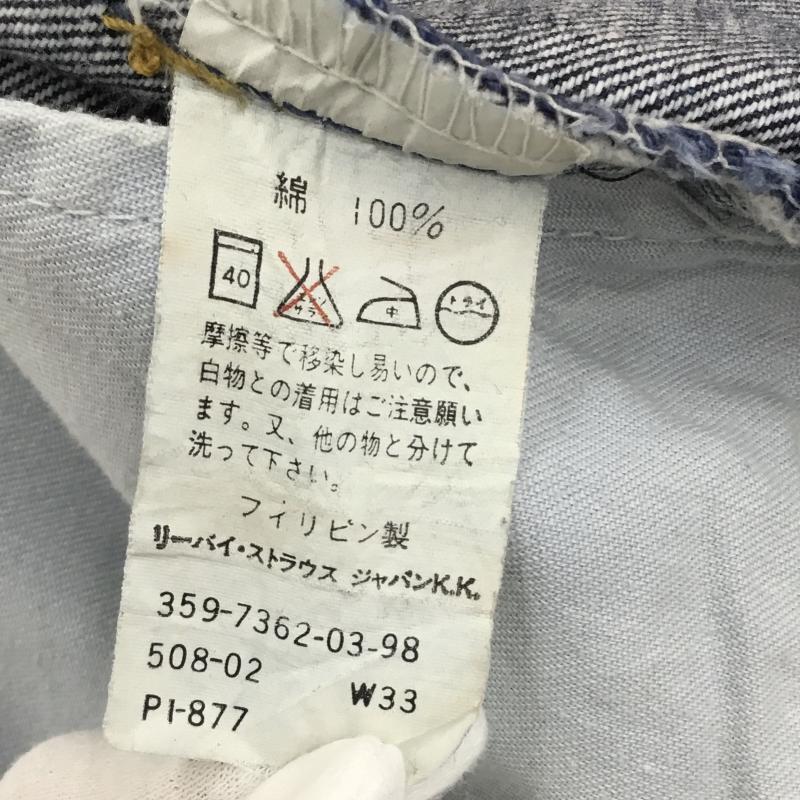 綿 100%
40 エンソ サラシ 中 ドライ
摩擦等で移染し易いので、
白物との着用はご注意願い
ます。又、他の物と分けて
洗って下さい。
フィリピン製
リーバイ・ストラウス ジャパンK.K.
359-7362-03-98
508-02 W33
PI-877